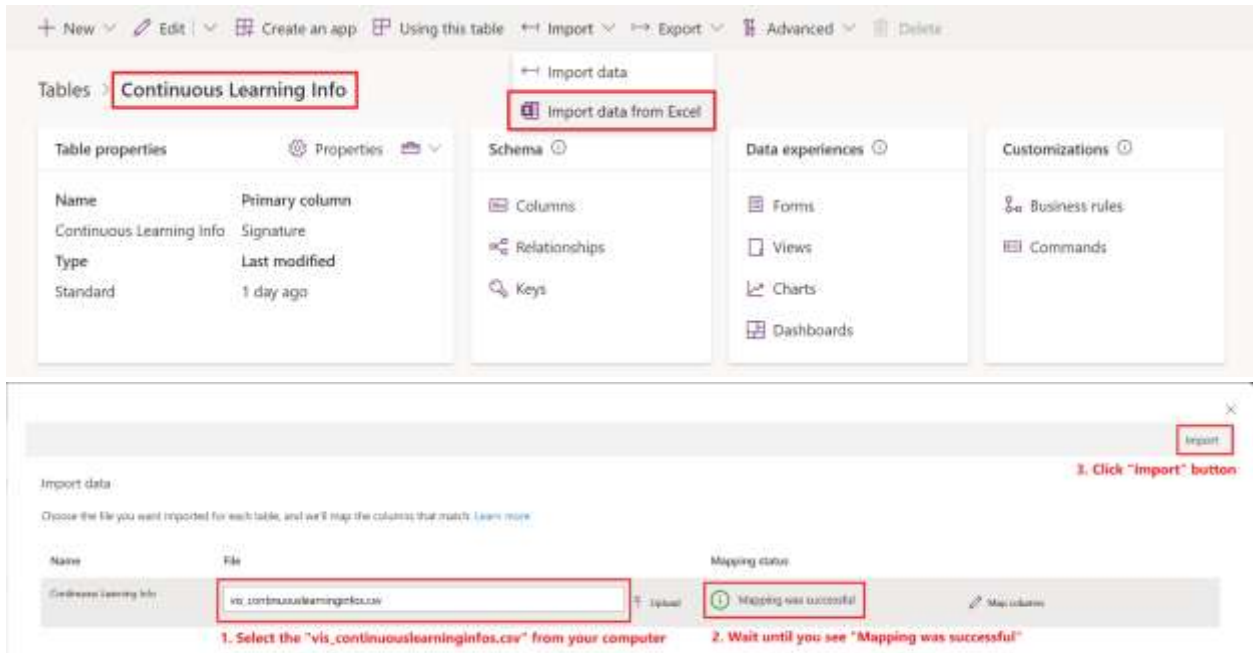 New Edit Create an app Using this table Import Export Advanced Delete
Import data
Tables > Continuous Learning Info
Import data from Excel
Table properties Properties Schema Data experiences Customizations
Name Primary column Columns Forms Business rules
Continuous Learning Info Signature
Type Last modified Relationships Views Commands
Standard 1 day ago Keys Charts
Dashboards
Import
3. Click "Import" button
Import data
Choose the file you want imported for each table, and we'll map the columns that match. Learn more
Name File Mapping status
Continuous Learning Info vis_continuouslearninginfos.csv Upload Mapping was successful Map columns
1. Select the "vis_continuouslearninginfos.csv" from your computer 2. Wait until you see "Mapping was successful"